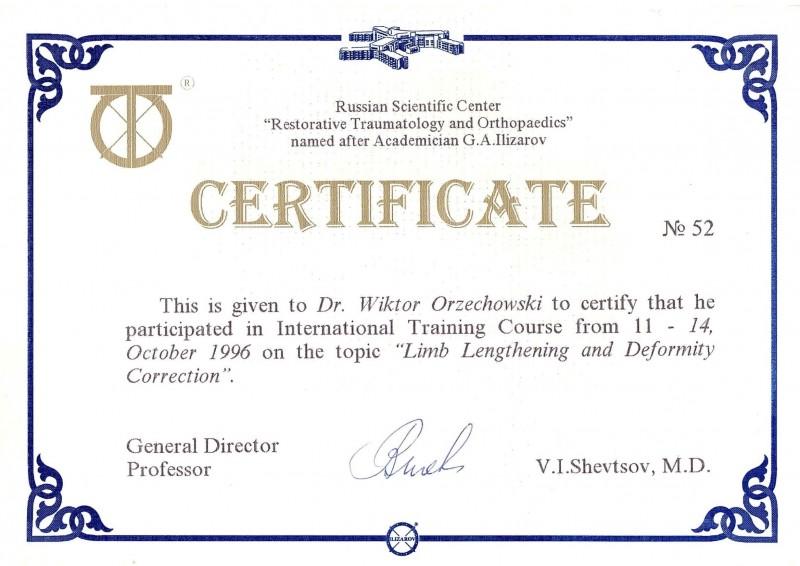 ®
Russian Scientific Center
"Restorative Traumatology and Orthopaedics"
named after Academician G.A.Ilizarov
CERTIFICATE
№ 52
This is given to Dr. Wiktor Orzechowski to certify that he
participated in International Training Course from 11 - 14,
October 1996 on the topic "Limb Lengthening and Deformity
Correction".
General Director
Professor
V.I.Shevtsov, M.D.
ILIZAROV